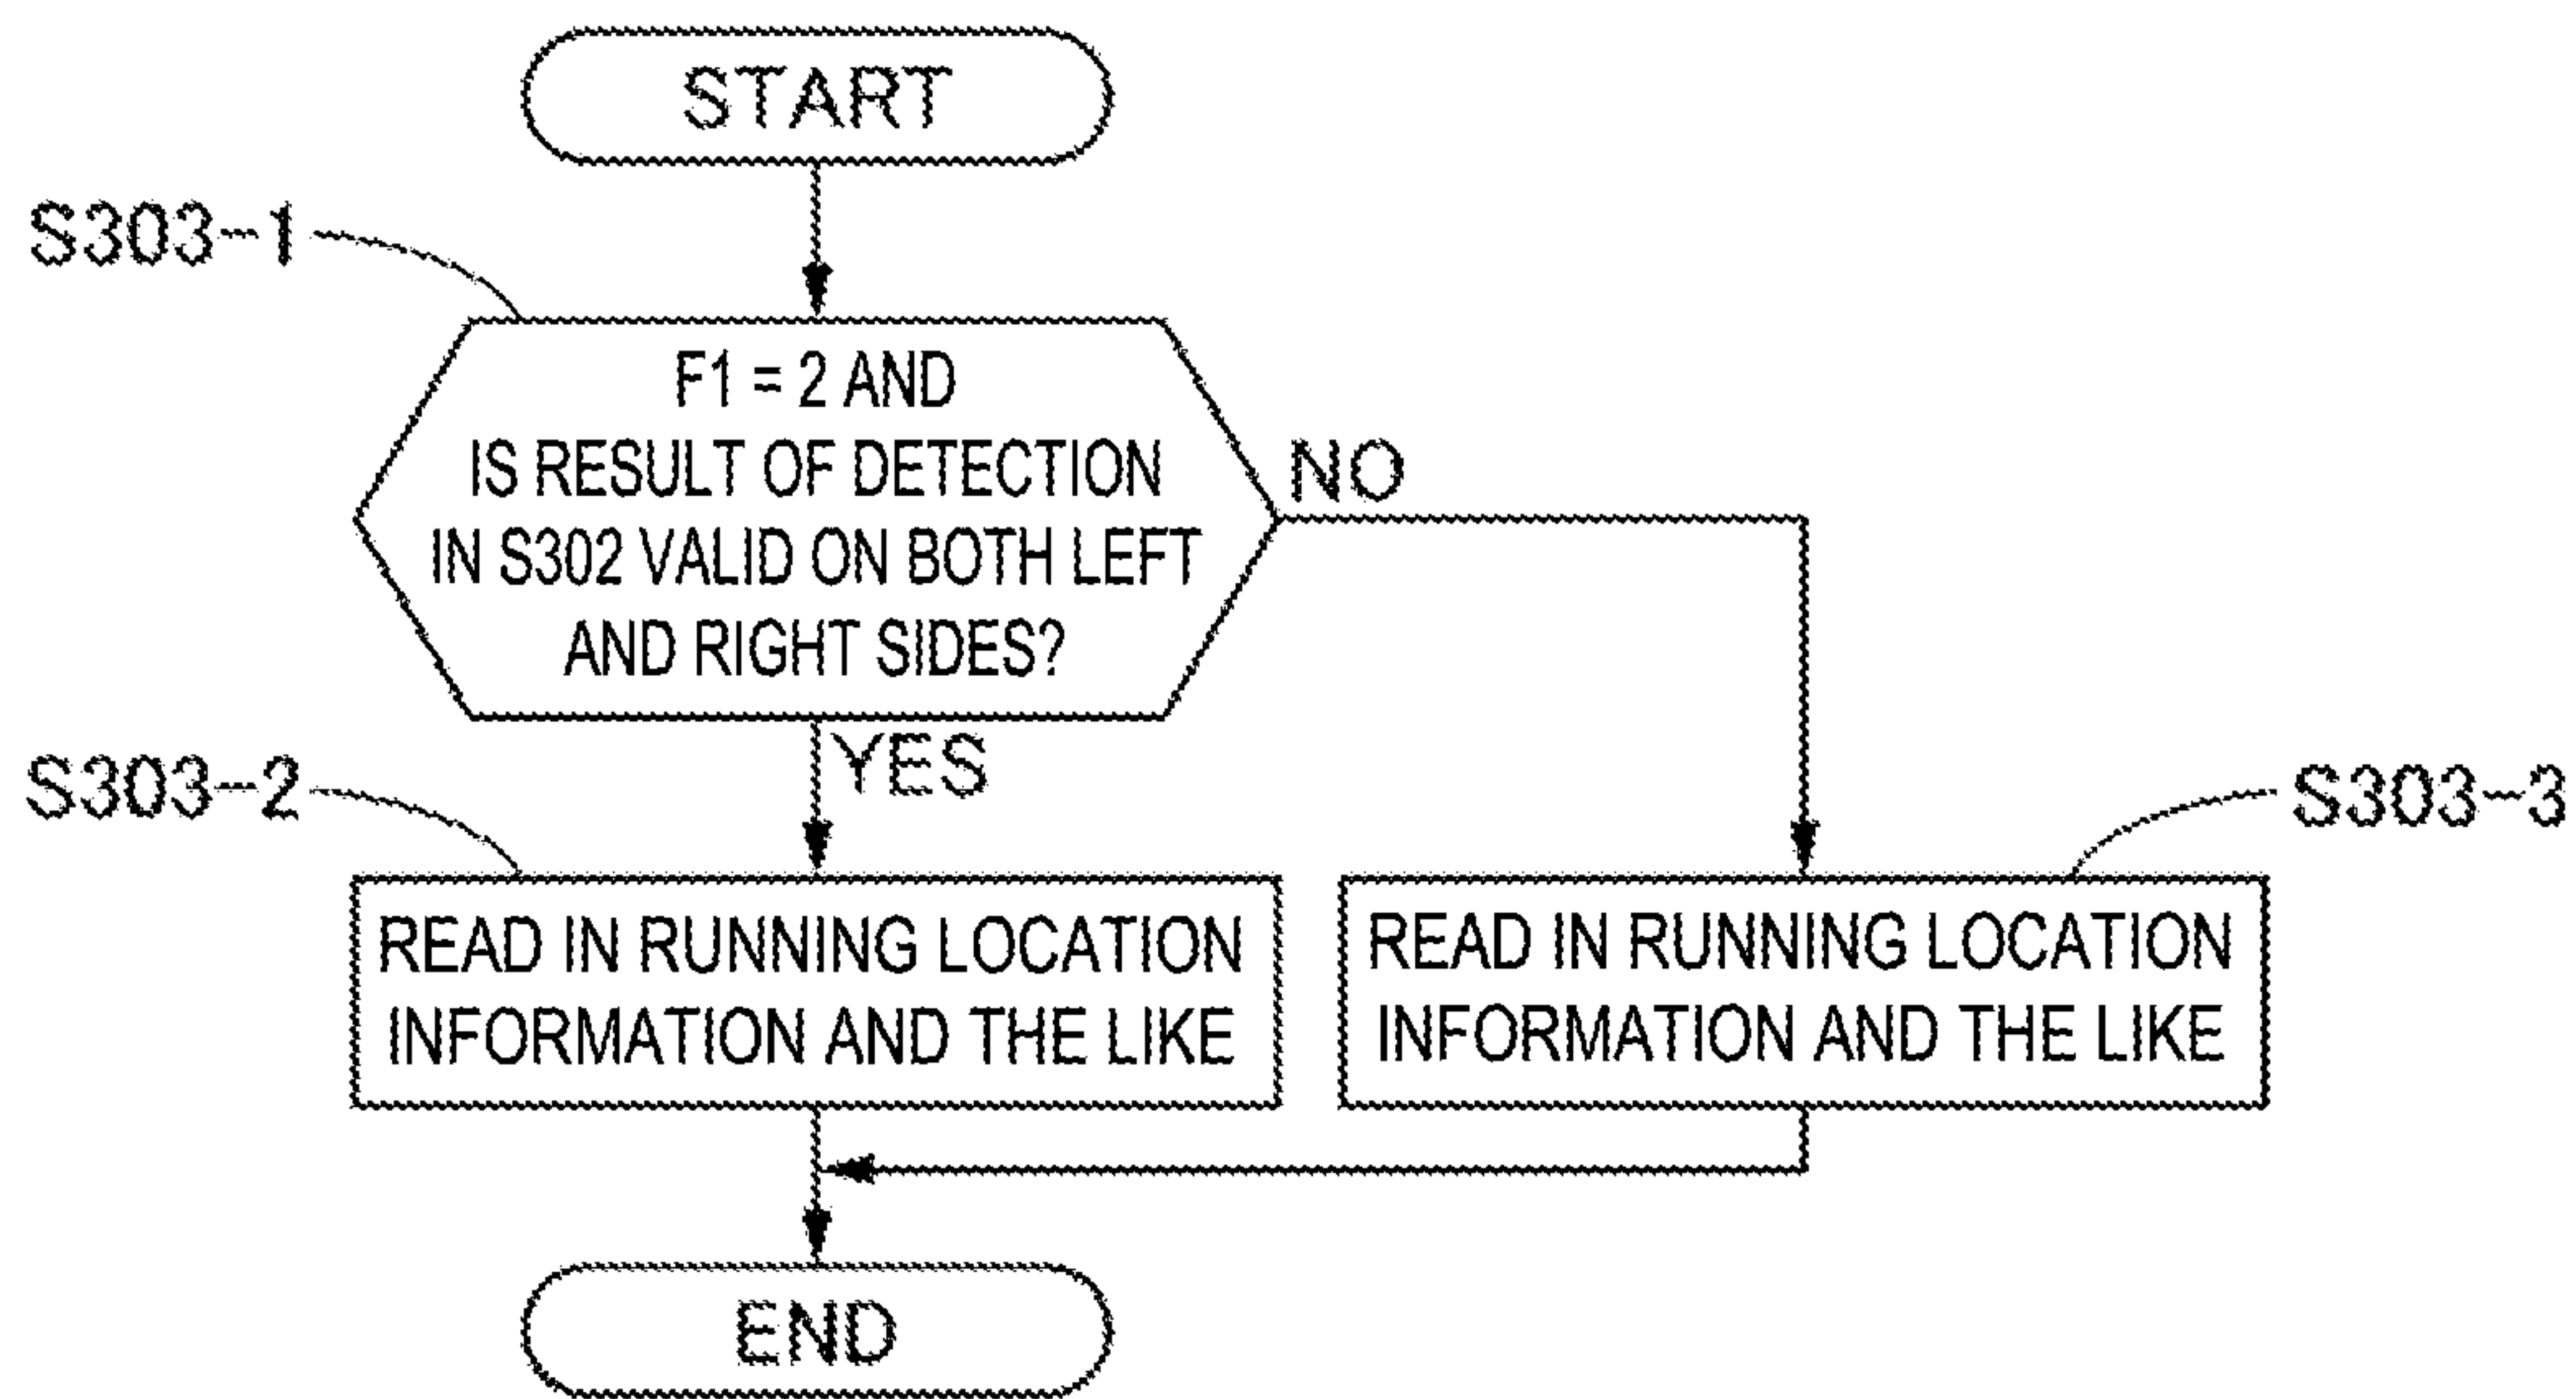 START
S303-1
F1 = 2 AND
IS RESULT OF DETECTION
IN S302 VALID ON BOTH LEFT
AND RIGHT SIDES?
NO
YES
S303-2
S303-3
READ IN RUNNING LOCATION
INFORMATION AND THE LIKE
READ IN RUNNING LOCATION
INFORMATION AND THE LIKE
END